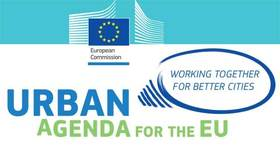 European
Commission
WORKING TOGETHER
FOR BETTER CITIES
URBAN
AGENDA FOR THE EU